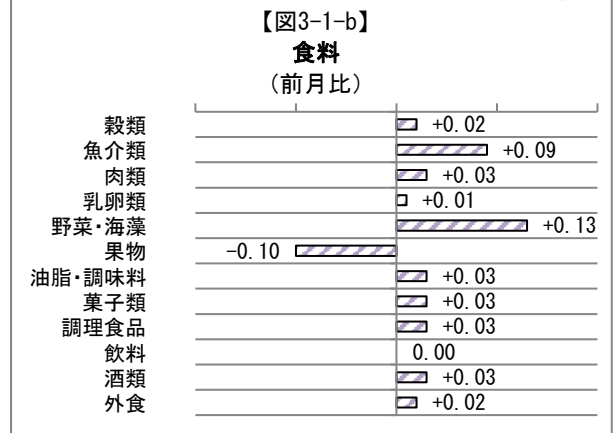 【図3-1-b】
食料
（前月比）
穀類 +0.02
魚介類 +0.09
肉類 +0.03
乳卵類 +0.01
野菜・海藻 +0.13
果物 -0.10
油脂・調味料 +0.03
菓子類 +0.03
調理食品 +0.03
飲料 0.00
酒類 +0.03
外食 +0.02